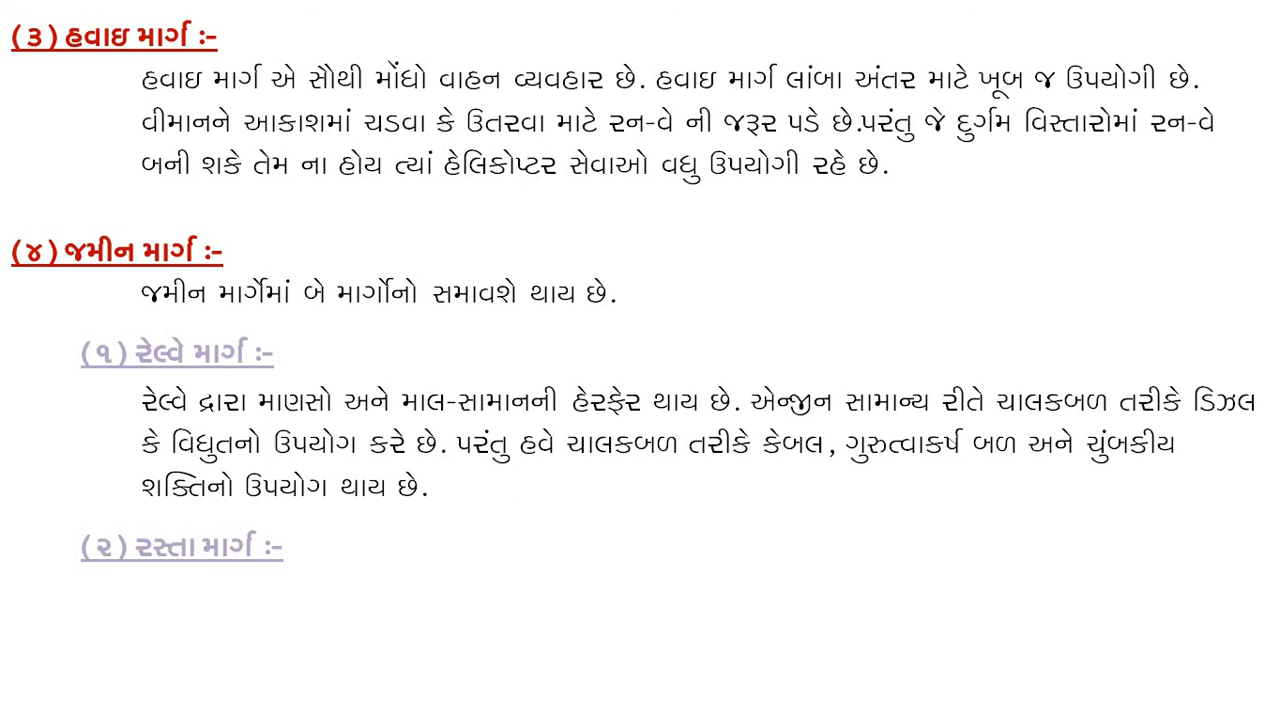 (૩) હવાઇ માર્ગ :-
હવાઇ માર્ગ એ સૌથી મોંઘો વાહન વ્યવહાર છે. હવાઇ માર્ગ લાંબા અંતર માટે ખૂબ જ ઉપયોગી છે.
વીમાનને આકાશમાં ચડવા કે ઉતરવા માટે રન-વે ની જરૂર પડે છે.પરંતુ જે દુર્ગમ વિસ્તારોમાં રન-વે
બની શકે તેમ ના હોય ત્યાં હેલિકોપ્ટર સેવાઓ વધુ ઉપયોગી રહે છે.
(૪) જમીન માર્ગ :-
જમીન માર્ગેમાં બે માર્ગોનો સમાવશે થાય છે.
(૧) રેલ્વે માર્ગ :-
રેલ્વે દ્રારા માણસો અને માલ-સામાનની હેરફેર થાય છે. એન્જીન સામાન્ય રીતે ચાલકબળ તરીકે ડિઝલ
કે વિધુતનો ઉપયોગ કરે છે. પરંતુ હવે ચાલકબળ તરીકે કેબલ, ગુરુત્વાકર્ષ બળ અને ચુંબકીય
શક્તિનો ઉપયોગ થાય છે.
(૨) રસ્તા માર્ગ :-